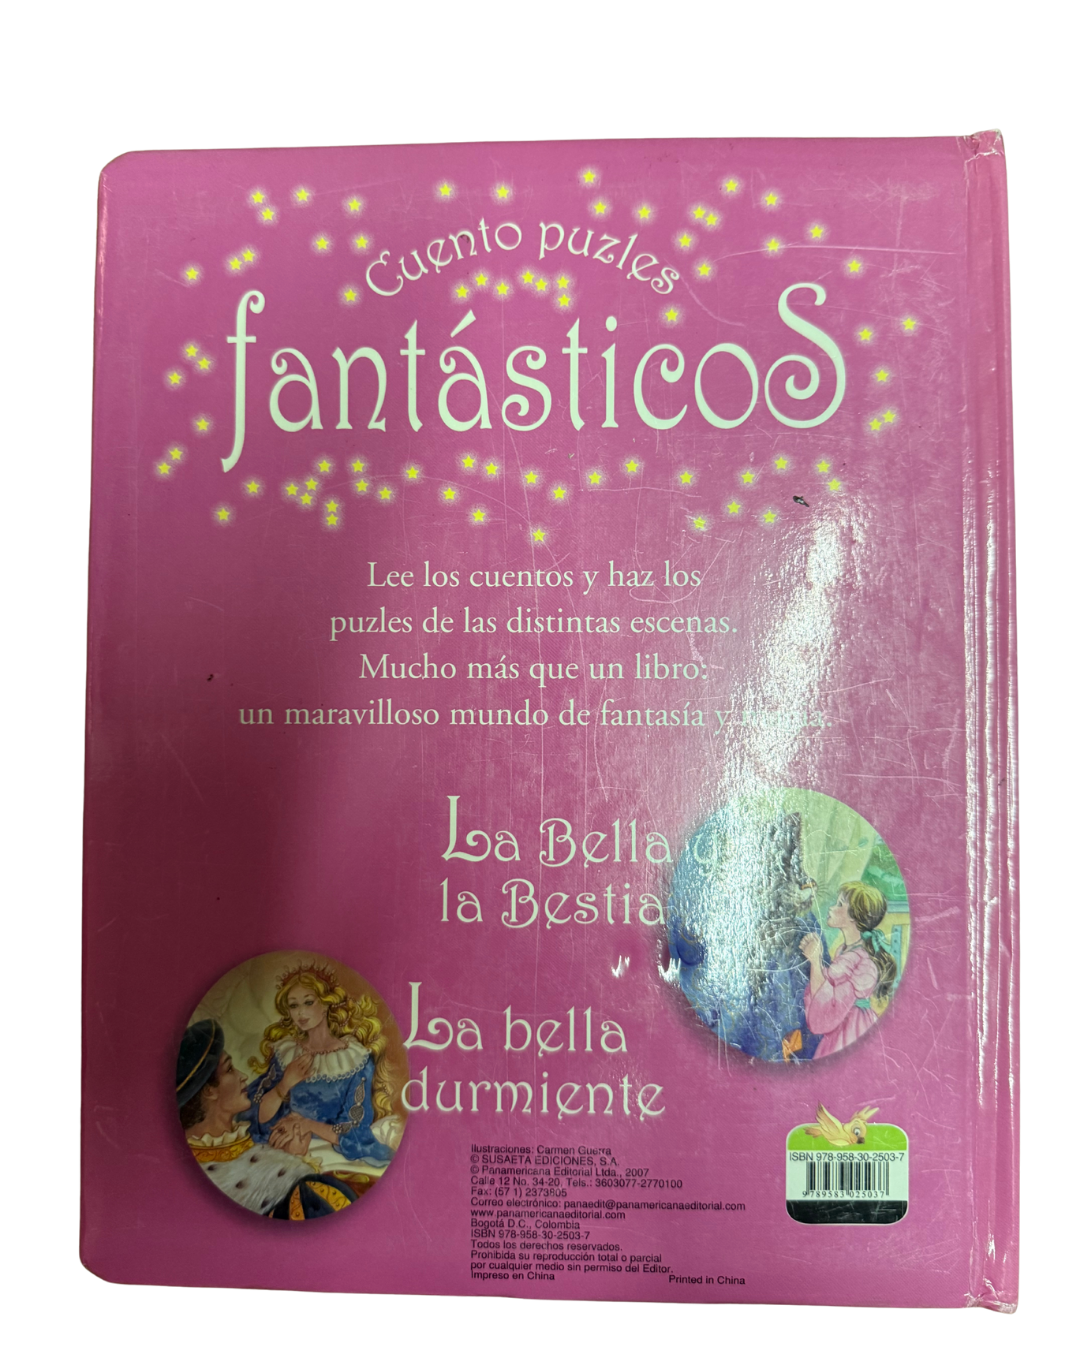 Cuento puzles
fantásticos
Lee los cuentos y haz los
puzles de las distintas escenas.
Mucho más que un libro:
un maravilloso mundo de fantasía y
La Bella y
la Bestia
La bella
durmiente
Ilustraciones: Carmen Guerra
© SUSAETA EDICIONES, S.A.
© Panamericana Editorial Ltda., 2007
Calle 12 No. 34-20. Tels.: 3603077-2770100
Fax: (57 1) 2373805
Correo electrónico: panaedit@panamericanaeditorial.com
www.panamericanaeditorial.com
Bogotá D.C., Colombia
ISBN 978-958-30-2503-7
Todos los derechos reservados.
Prohibida su reproducción total o parcial
por cualquier medio sin permiso del Editor.
Impreso en China
Printed in China
ISBN 978-958-30-2503-7
9789583025037